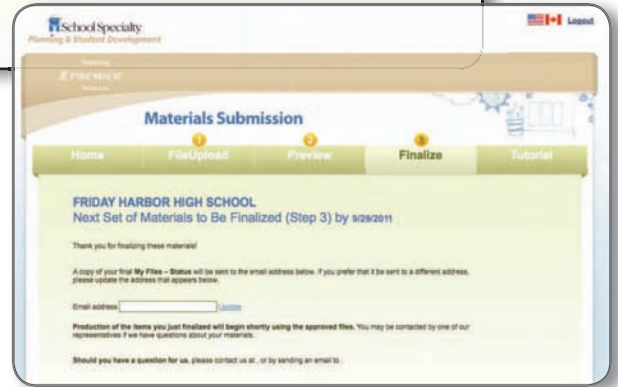 School Specialty
Logout
Planning & Student Development
Featuring
PREMIER
Materials Submission
1 2 3
Home FileUpload Preview Finalize Tutorial
FRIDAY HARBOR HIGH SCHOOL
Next Set of Materials to Be Finalized (Step 3) by 9/29/2011
Thank you for finalizing these materials!
A copy of your final My Files – Status will be sent to the email address below. If you prefer that it be sent to a different address,
please update the address that appears below.
Email address Update
Production of the items you just finalized will begin shortly using the approved files. You may be contacted by one of our
representatives if we have questions about your materials.
Should you have a question for us, please contact us at , or by sending an email to .